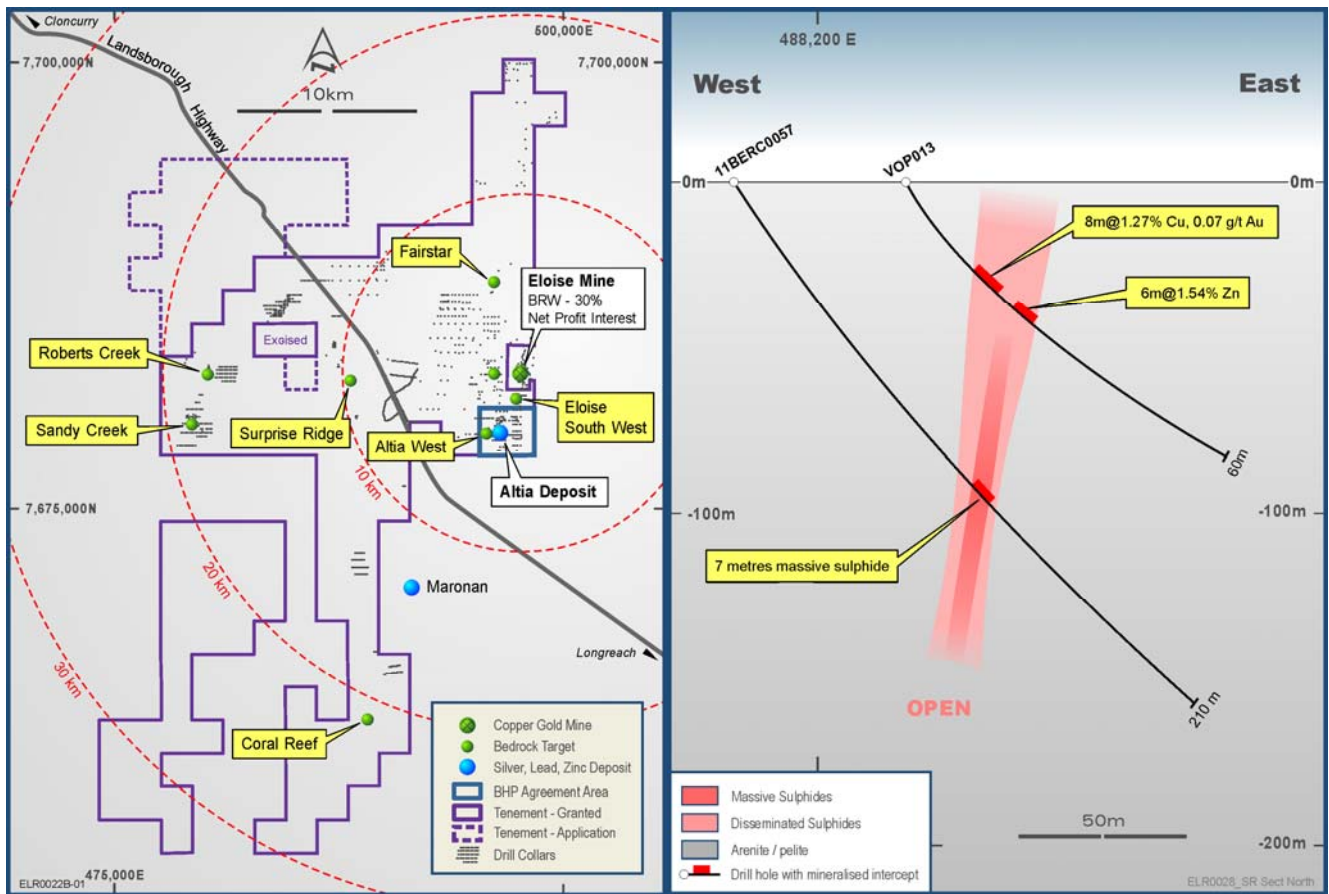 Cloncurry
500,000 E
7,700,000N
7,700,000N
Landsborough Highway
10km
Fairstar
Eloise Mine
BRW - 30%
Net Profit Interest
Exoised
Roberts Creek
Sandy Creek
Surprise Ridge
Altia West
Eloise
South West
Altia Deposit
10 km
7,675,000N
20 km
Maronan
30 km
Longreach
Coral Reef
Copper Gold Mine
Bedrock Target
Silver, Lead, Zinc Deposit
BHP Agreement Area
Tenement - Granted
Tenement - Application
Drill Collars
475,000E
ELR0022B-01
488,200 E
West
East
11BERC0057
VOP013
0m
0m
8m@1.27% Cu, 0.07 g/t Au
6m@1.54% Zn
60m
-100m
-100m
7 metres massive sulphide
OPEN
210 m
Massive Sulphides
Disseminated Sulphides
Arenite / pelite
Drill hole with mineralised intercept
50m
-200m
ELR0028_SR Sect North